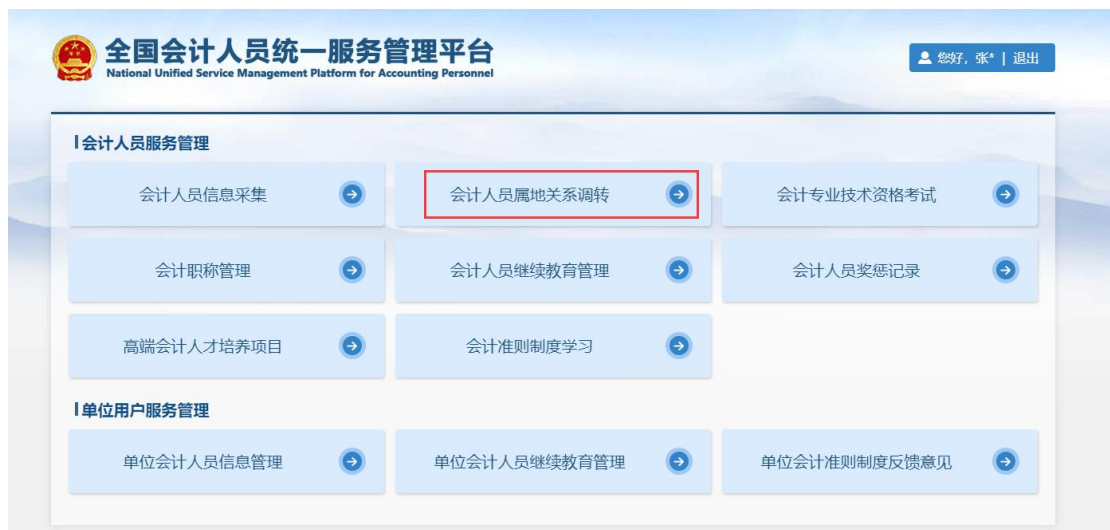 全国会计人员统一服务管理平台
National Unified Service Management Platform for Accounting Personnel
您好, 张* | 退出
会计人员服务管理
会计人员信息采集
会计人员属地关系调转
会计专业技术资格考试
会计职称管理
会计人员继续教育管理
会计人员奖惩记录
高端会计人才培养项目
会计准则制度学习
单位用户服务管理
单位会计人员信息管理
单位会计人员继续教育管理
单位会计准则制度反馈意见